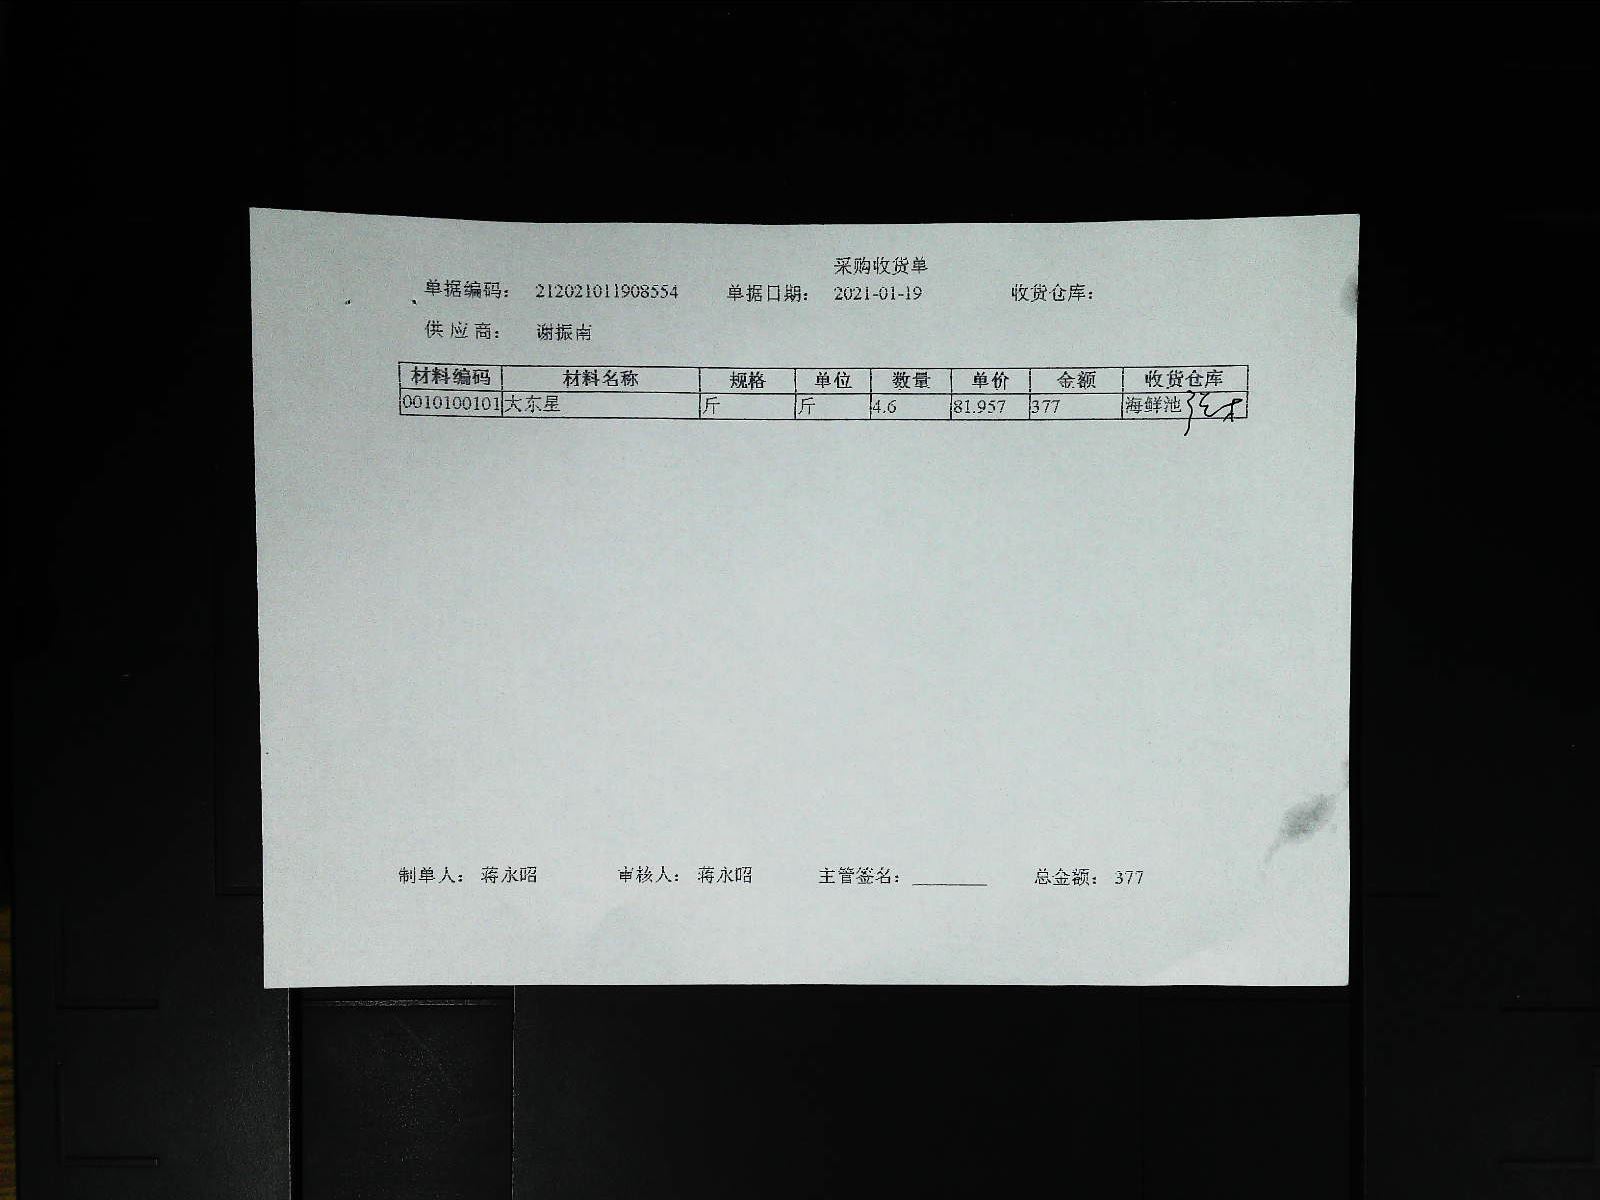 采购收货单
单据编码： 212021011908554 单据日期： 2021-01-19 收货仓库：
供 应 商： 谢振南
材料编码 材料名称 规格 单位 数量 单价 金额 收货仓库
0010100101 大东星 斤 斤 4.6 81.957 377 海鲜池
制单人： 蒋永昭 审核人： 蒋永昭 主管签名：________ 总金额： 377